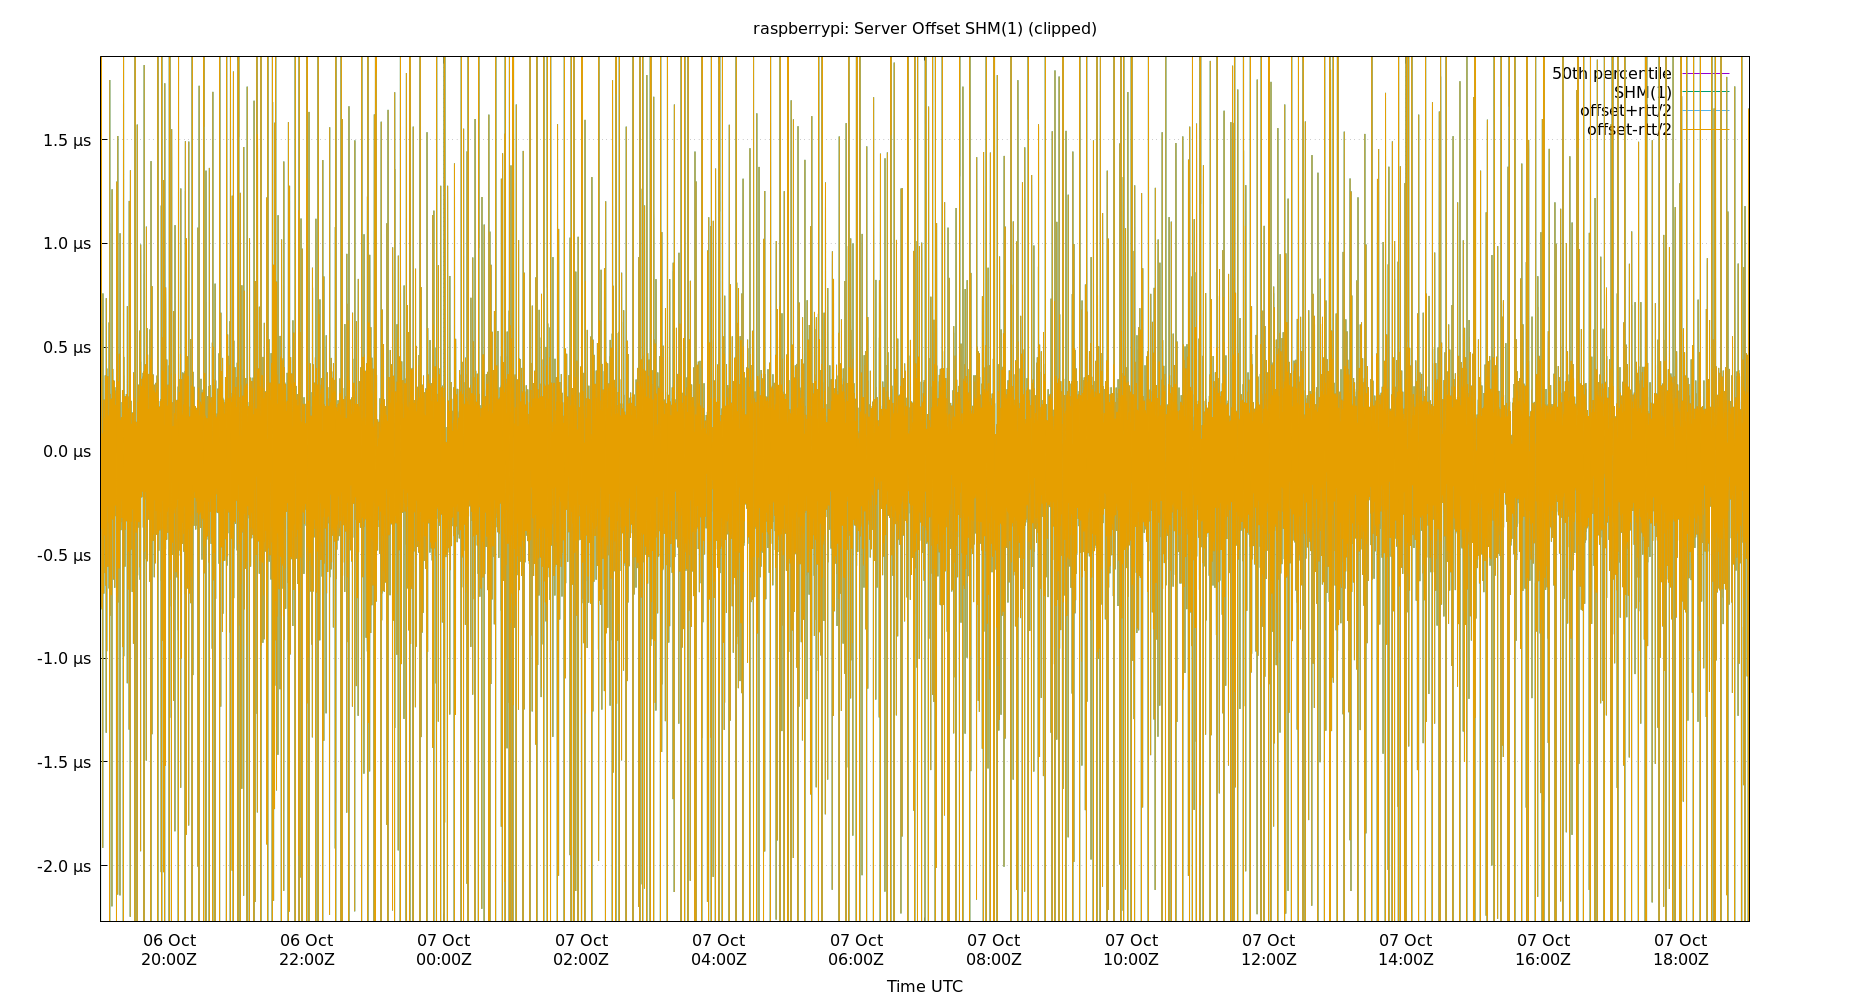 raspberrypi: Server Offset SHM(1) (clipped)
50th percentile
SHM(1)
offset+rtt/2
offset-rtt/2
1.5 µs
1.0 µs
0.5 µs
0.0 µs
-0.5 µs
-1.0 µs
-1.5 µs
-2.0 µs
06 Oct 06 Oct 07 Oct 07 Oct 07 Oct 07 Oct 07 Oct 07 Oct 07 Oct 07 Oct 07 Oct 07 Oct
20:00Z 22:00Z 00:00Z 02:00Z 04:00Z 06:00Z 08:00Z 10:00Z 12:00Z 14:00Z 16:00Z 18:00Z
Time UTC